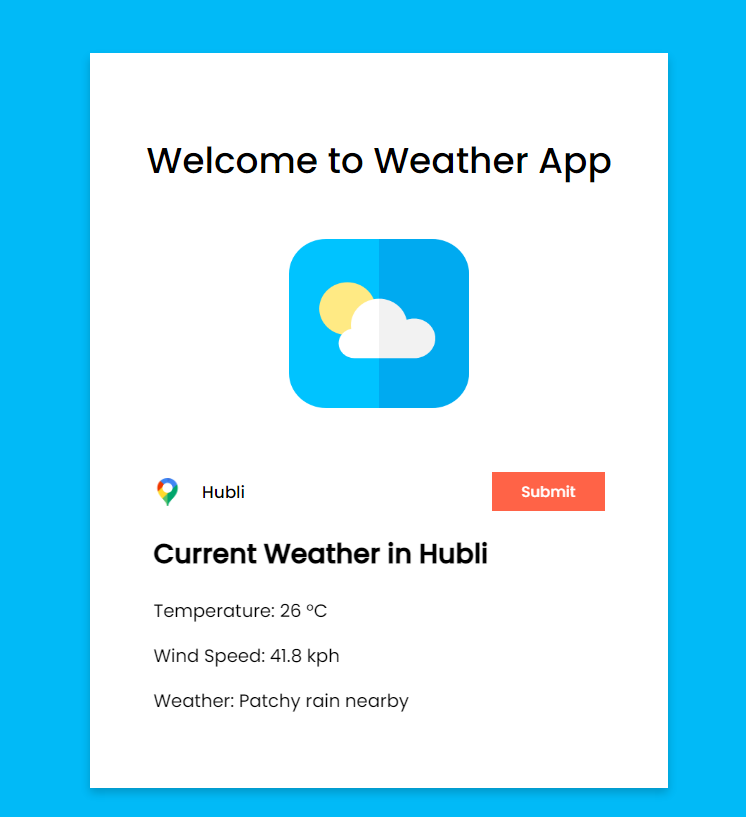 Welcome to Weather App
Hubli
Submit
Current Weather in Hubli
Temperature: 26 °C
Wind Speed: 41.8 kph
Weather: Patchy rain nearby